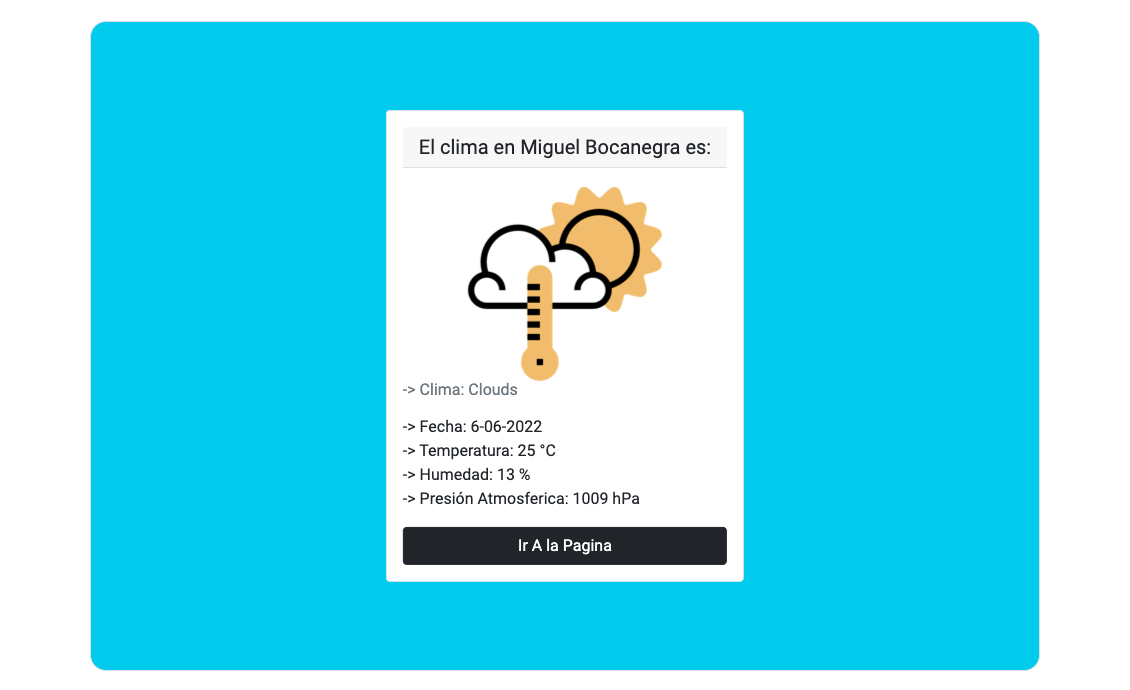 El clima en Miguel Bocanegra es:
-> Clima: Clouds
-> Fecha: 6-06-2022
-> Temperatura: 25 °C
-> Humedad: 13 %
-> Presión Atmosferica: 1009 hPa
Ir A la Pagina